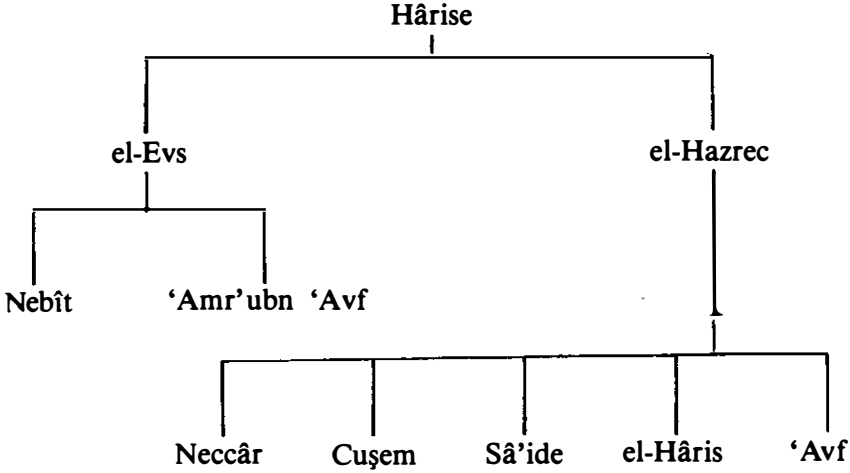 Hârise
el-Evs el-Hazrec
Nebît ‘Amr’ubn ‘Avf
Neccâr Cuşem Sâ’ide el-Hâris ‘Avf